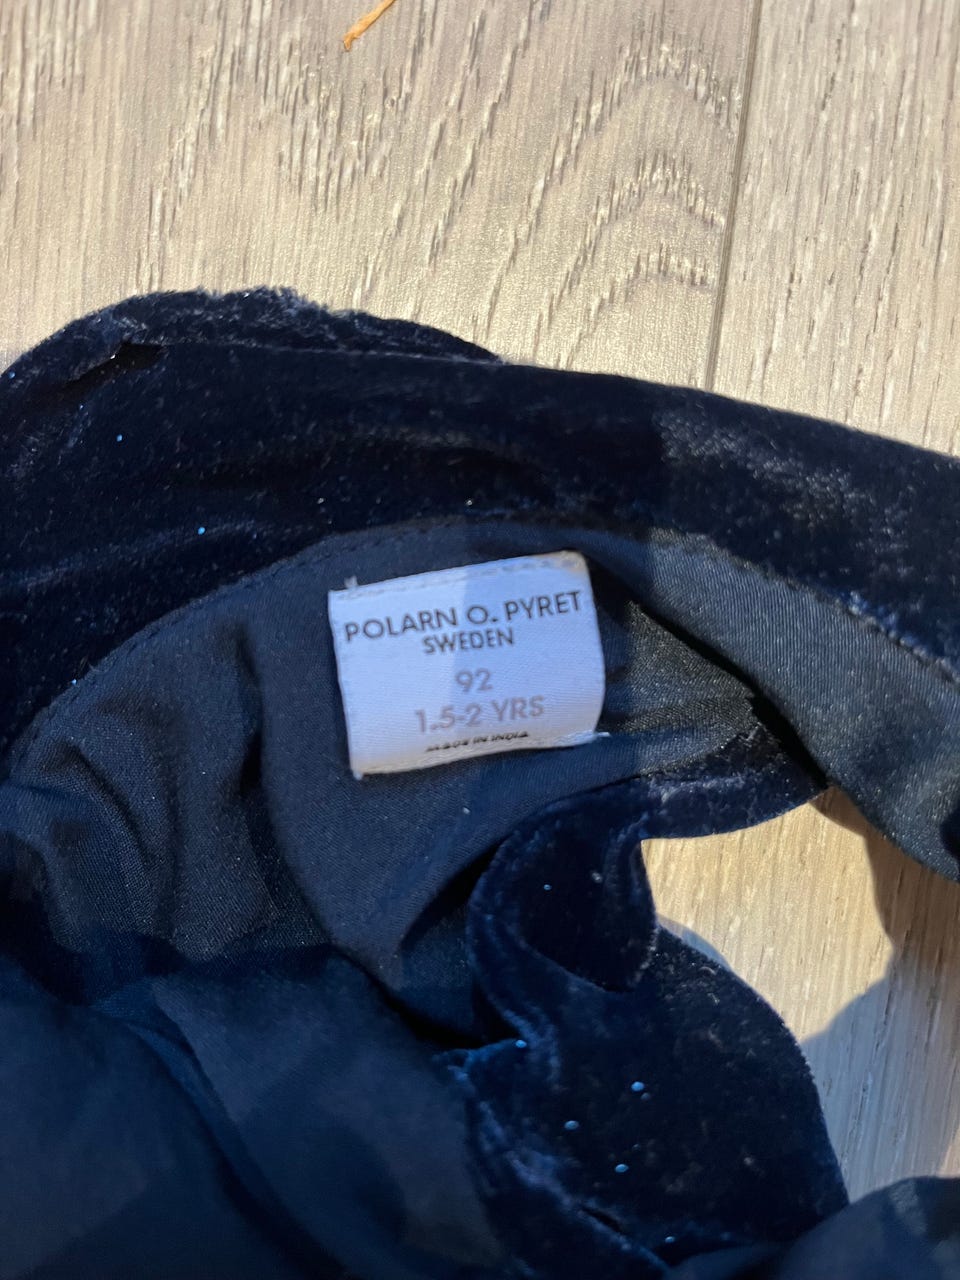 POLARN O. PYRET
SWEDEN
92
1.5-2 YRS
MADE IN INDIA